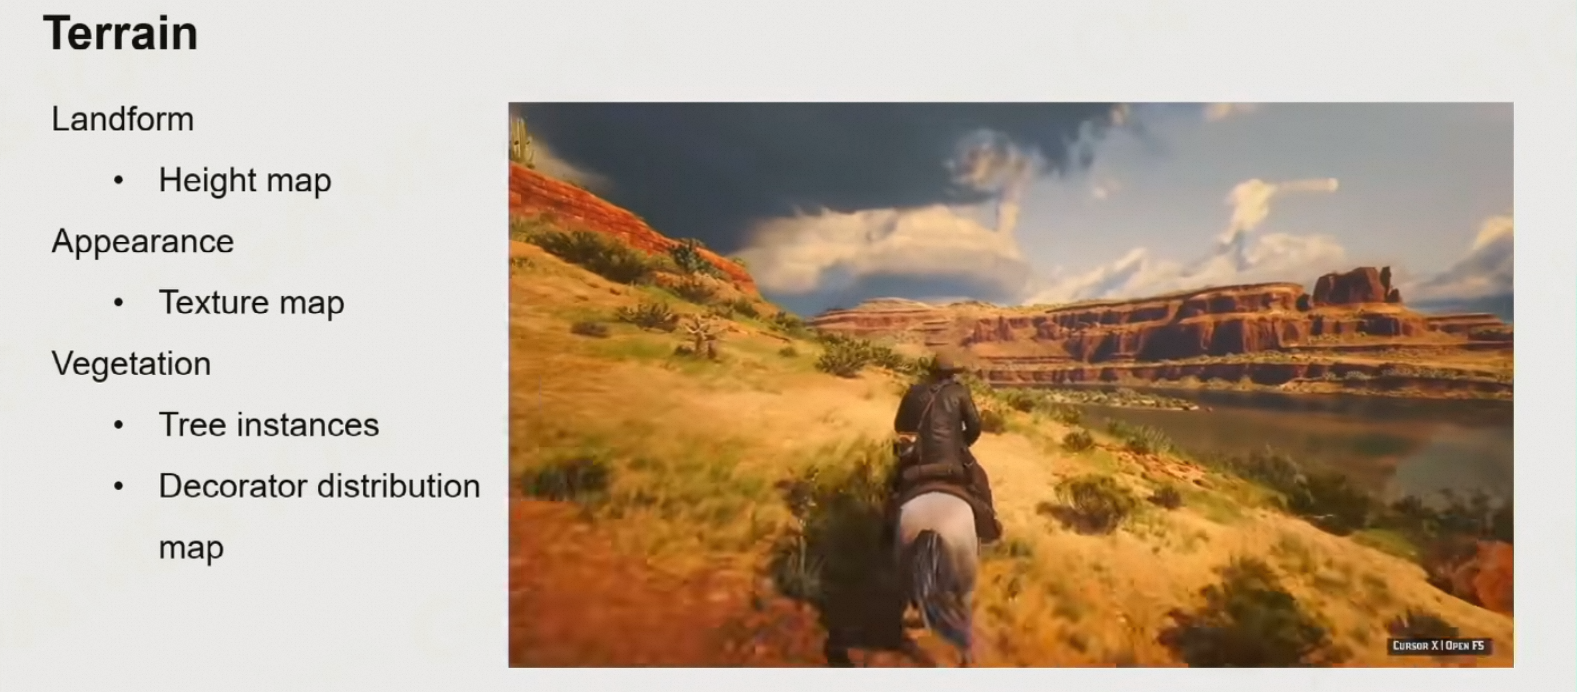 Terrain
Landform
• Height map
Appearance
• Texture map
Vegetation
• Tree instances
• Decorator distribution
map
CURSOR X | OPEN F5